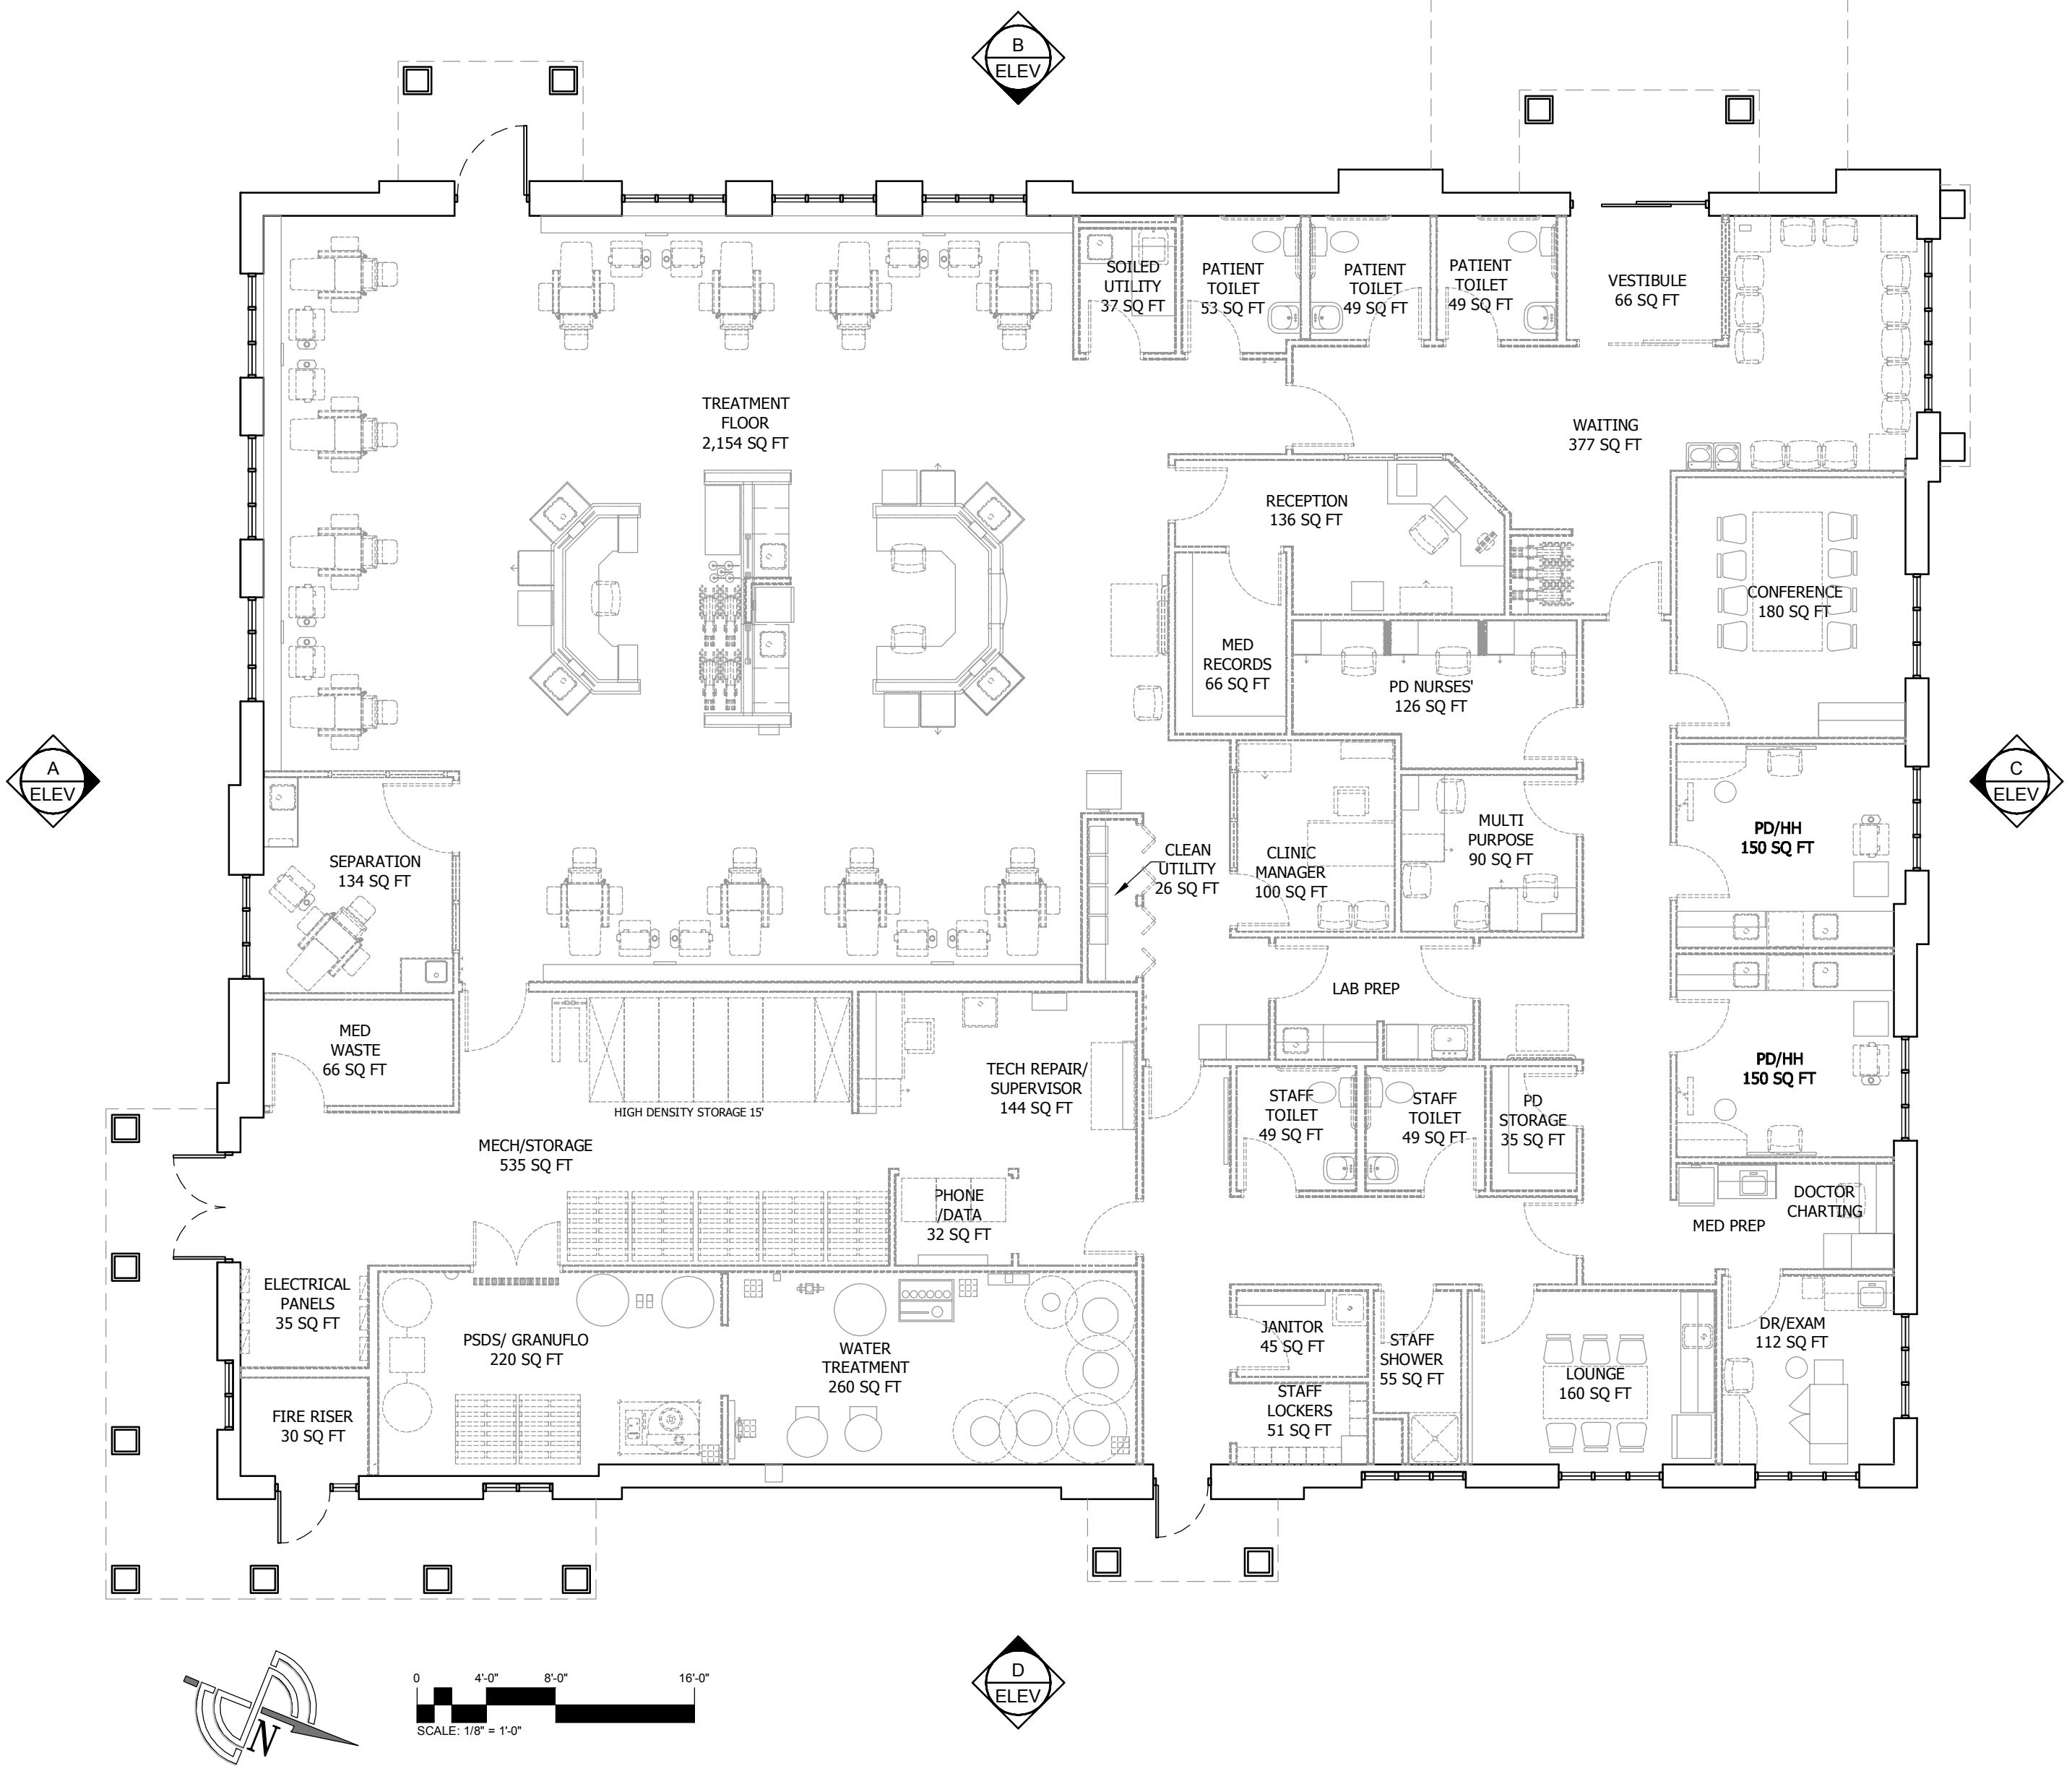 B
ELEV
SOILED
UTILITY
37 SQ FT
PATIENT
TOILET
53 SQ FT
PATIENT
TOILET
49 SQ FT
PATIENT
TOILET
49 SQ FT
VESTIBULE
66 SQ FT
TREATMENT
FLOOR
2,154 SQ FT
WAITING
377 SQ FT
RECEPTION
136 SQ FT
CONFERENCE
180 SQ FT
MED
RECORDS
66 SQ FT
PD NURSES'
126 SQ FT
A
ELEV
C
ELEV
SEPARATION
134 SQ FT
CLEAN
UTILITY
26 SQ FT
CLINIC
MANAGER
100 SQ FT
MULTI
PURPOSE
90 SQ FT
PD/HH
150 SQ FT
LAB PREP
MED
WASTE
66 SQ FT
HIGH DENSITY STORAGE 15'
TECH REPAIR/
SUPERVISOR
144 SQ FT
STAFF
TOILET
49 SQ FT
STAFF
TOILET
49 SQ FT
PD
STORAGE
35 SQ FT
PD/HH
150 SQ FT
MECH/STORAGE
535 SQ FT
PHONE
/DATA
32 SQ FT
MED PREP
DOCTOR
CHARTING
ELECTRICAL
PANELS
35 SQ FT
PSDS/ GRANUFLO
220 SQ FT
WATER
TREATMENT
260 SQ FT
JANITOR
45 SQ FT
STAFF
SHOWER
55 SQ FT
LOUNGE
160 SQ FT
DR/EXAM
112 SQ FT
FIRE RISER
30 SQ FT
STAFF
LOCKERS
51 SQ FT
D
ELEV
N
0 4'-0" 8'-0" 16'-0"
SCALE: 1/8" = 1'-0"